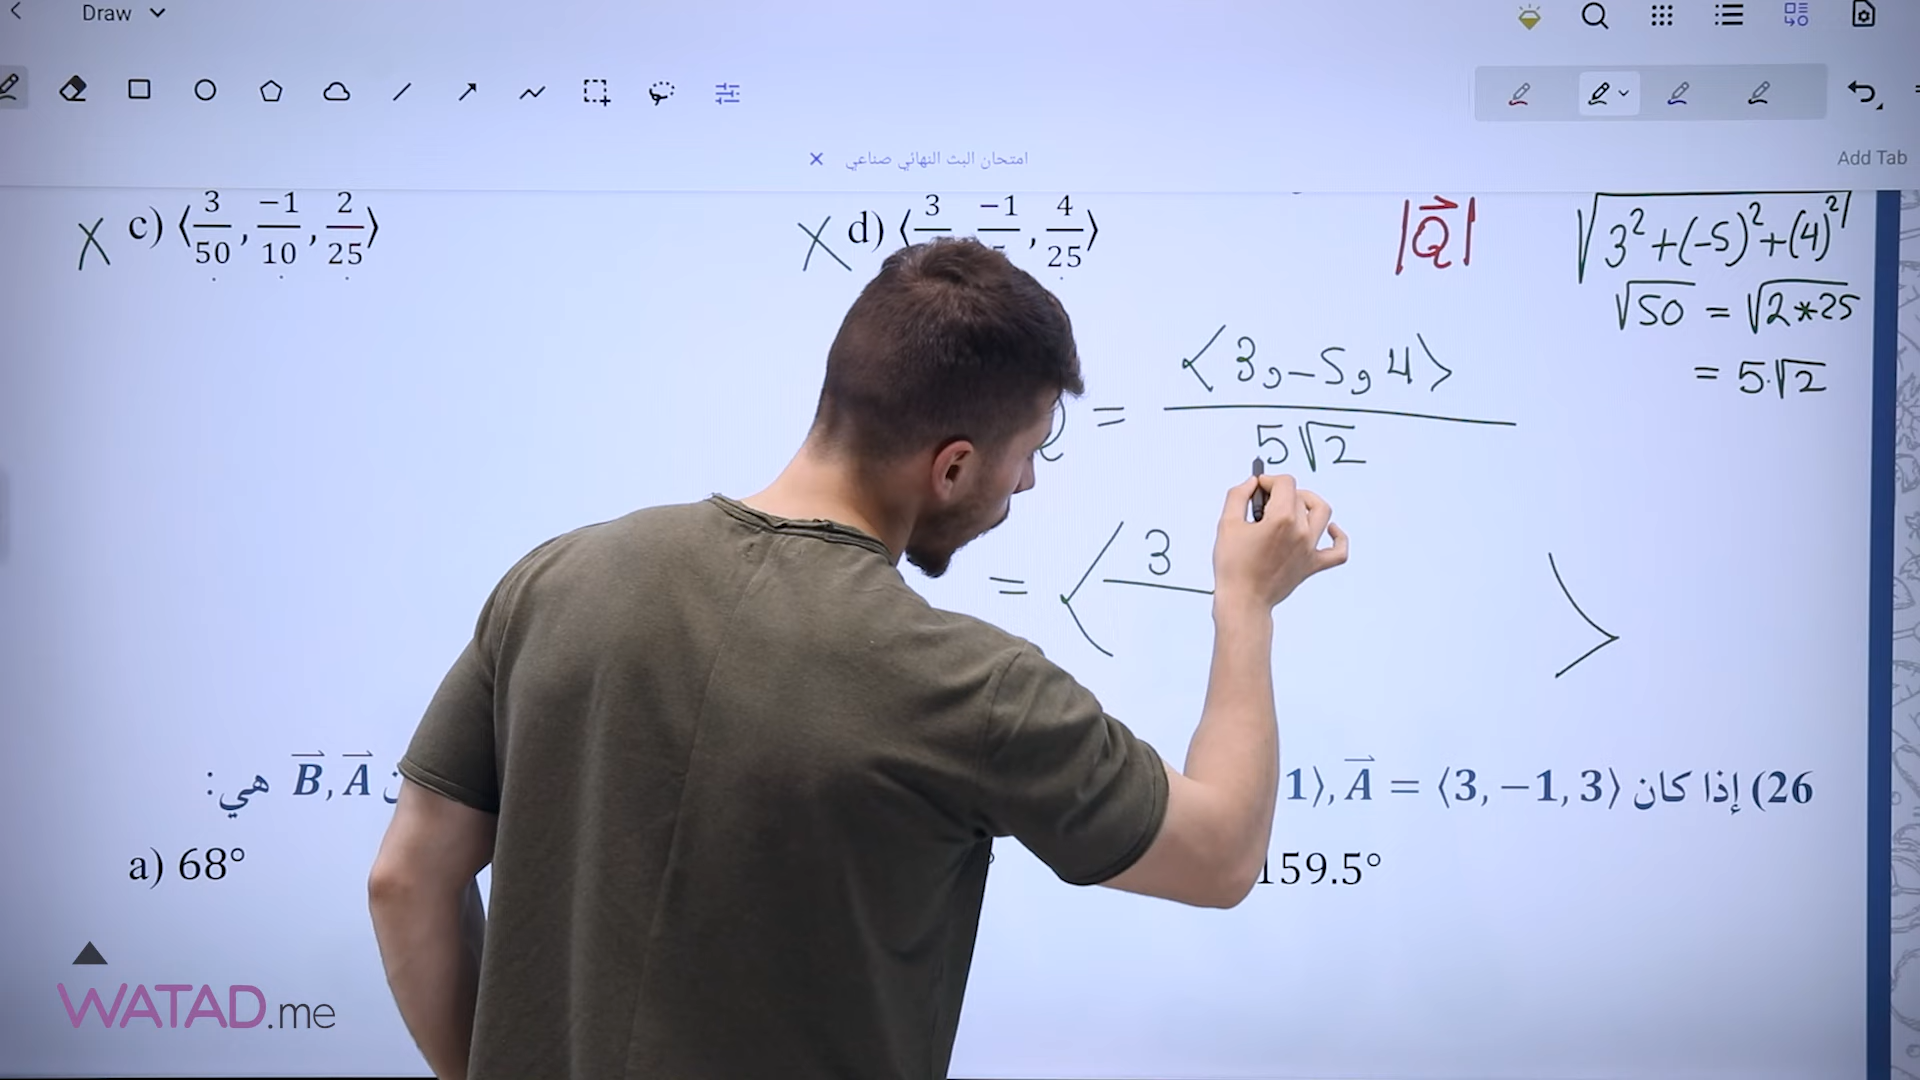 Draw
امتحان البث النهائي صناعي
Add Tab
X c) ⟨3/50, −1/10, 2/25⟩
X d) ⟨3 , −1 , 4/25⟩
|Q⃗|
√3² + (−5)² + (4)²
√50 = √2*25
= 5·√2
= ⟨3, −5, 4⟩ / 5√2
= ⟨ 3 ⟩
26) إذا كان A⃗ = ⟨3, −1, 3⟩, 1⟩ A⃗, B⃗ هي:
a) 68°
159.5°
WATAD.me